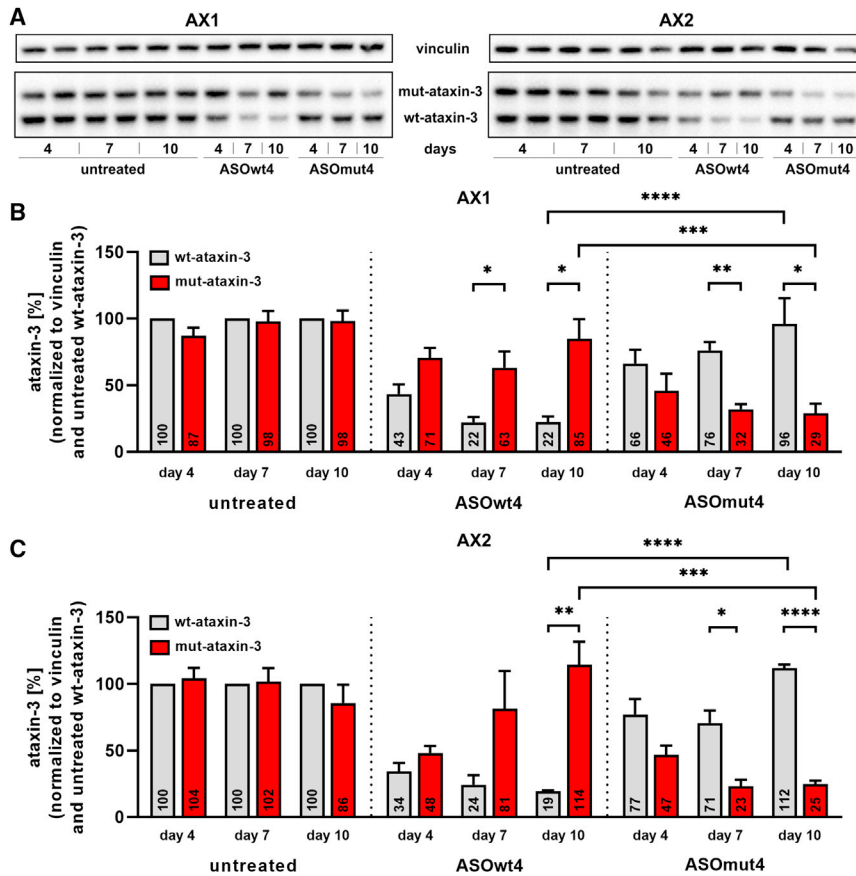 A
AX1
AX2
vinculin
mut-ataxin-3
wt-ataxin-3
4 | 7 | 10 4 | 7 | 10 4 | 7 | 10 days 4 | 7 | 10 4 | 7 | 10 4 | 7 | 10
untreated ASOwt4 ASOmut4 untreated ASOwt4 ASOmut4
B
AX1
****
***
* * ** *
ataxin-3 [%]
(normalized to vinculin
and untreated wt-ataxin-3)
150
100
50
0
wt-ataxin-3
mut-ataxin-3
100 87 100 98 100 98 43 71 22 63 22 85 66 46 76 32 96 29
day 4 day 7 day 10 day 4 day 7 day 10 day 4 day 7 day 10
untreated ASOwt4 ASOmut4
C
AX2
****
***
** * ****
ataxin-3 [%]
(normalized to vinculin
and untreated wt-ataxin-3)
150
100
50
0
wt-ataxin-3
mut-ataxin-3
100 104 100 102 100 86 34 48 24 81 19 114 77 47 71 23 112 25
day 4 day 7 day 10 day 4 day 7 day 10 day 4 day 7 day 10
untreated ASOwt4 ASOmut4